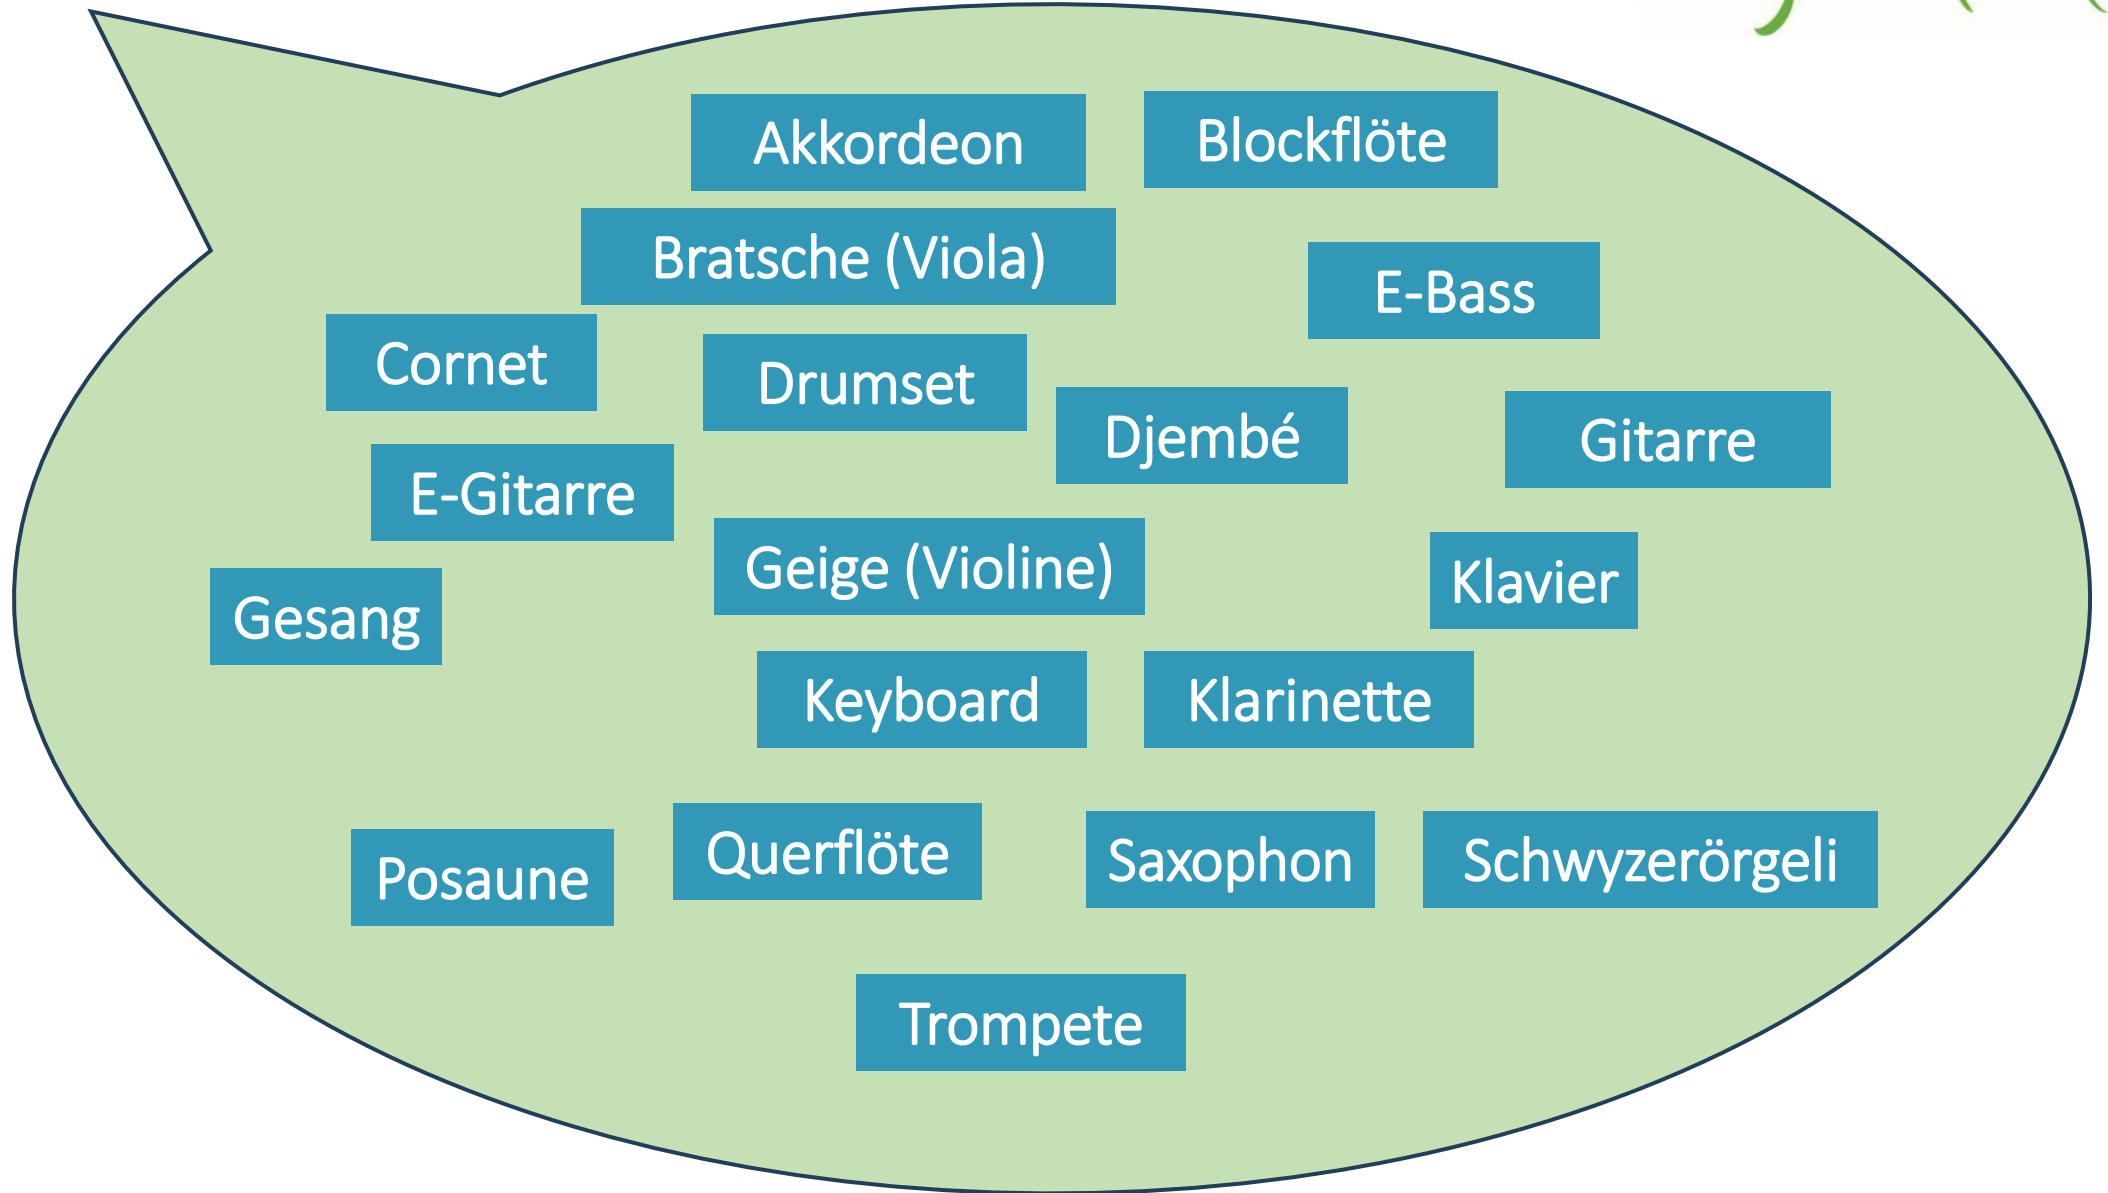 Akkordeon
Blockflöte
Bratsche (Viola)
E-Bass
Cornet
Drumset
Djembé
Gitarre
E-Gitarre
Geige (Violine)
Klavier
Gesang
Keyboard
Klarinette
Posaune
Querflöte
Saxophon
Schwyzerörgeli
Trompete